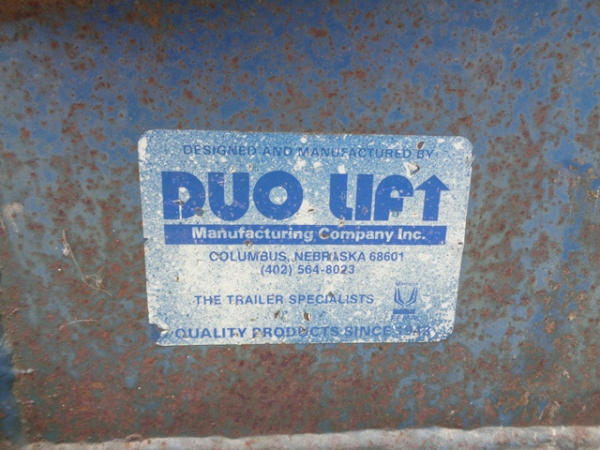 DESIGNED AND MANUFACTURED BY
DUO LIFT
Manufacturing Company Inc.
COLUMBUS, NEBRASKA 68601
(402) 564-8023
THE TRAILER SPECIALISTS
QUALITY PRODUCTS SINCE